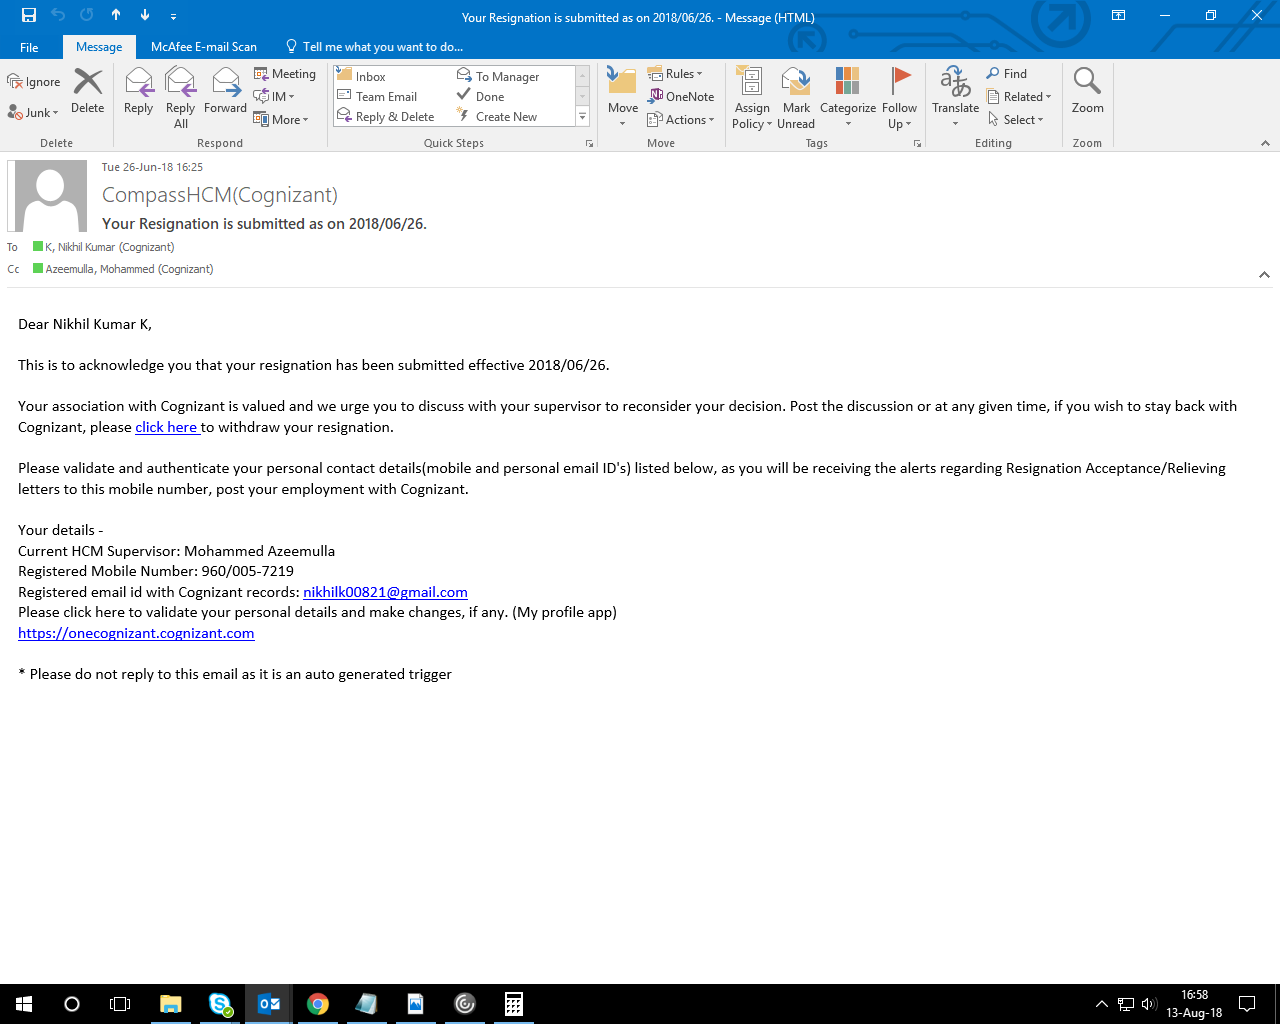 Your Resignation is submitted as on 2018/06/26. - Message (HTML)
File Message McAfee E-mail Scan Tell me what you want to do...
Ignore
Junk
Delete
Reply
Reply All
Forward
Meeting
IM
More
Inbox
Team Email
Reply & Delete
To Manager
Done
Create New
Move
Rules
OneNote
Actions
Assign Policy
Mark Unread
Categorize
Follow Up
Translate
Find
Related
Select
Zoom
Delete Respond Quick Steps Move Tags Editing Zoom
Tue 26-Jun-18 16:25
CompassHCM(Cognizant)
Your Resignation is submitted as on 2018/06/26.
To K, Nikhil Kumar (Cognizant)
Cc Azeemulla, Mohammed (Cognizant)
Dear Nikhil Kumar K,
This is to acknowledge you that your resignation has been submitted effective 2018/06/26.
Your association with Cognizant is valued and we urge you to discuss with your supervisor to reconsider your decision. Post the discussion or at any given time, if you wish to stay back with
Cognizant, please click here to withdraw your resignation.
Please validate and authenticate your personal contact details(mobile and personal email ID's) listed below, as you will be receiving the alerts regarding Resignation Acceptance/Relieving
letters to this mobile number, post your employment with Cognizant.
Your details -
Current HCM Supervisor: Mohammed Azeemulla
Registered Mobile Number: 960/005-7219
Registered email id with Cognizant records: nikhilk00821@gmail.com
Please click here to validate your personal details and make changes, if any. (My profile app)
https://onecognizant.cognizant.com
* Please do not reply to this email as it is an auto generated trigger
16:58
13-Aug-18